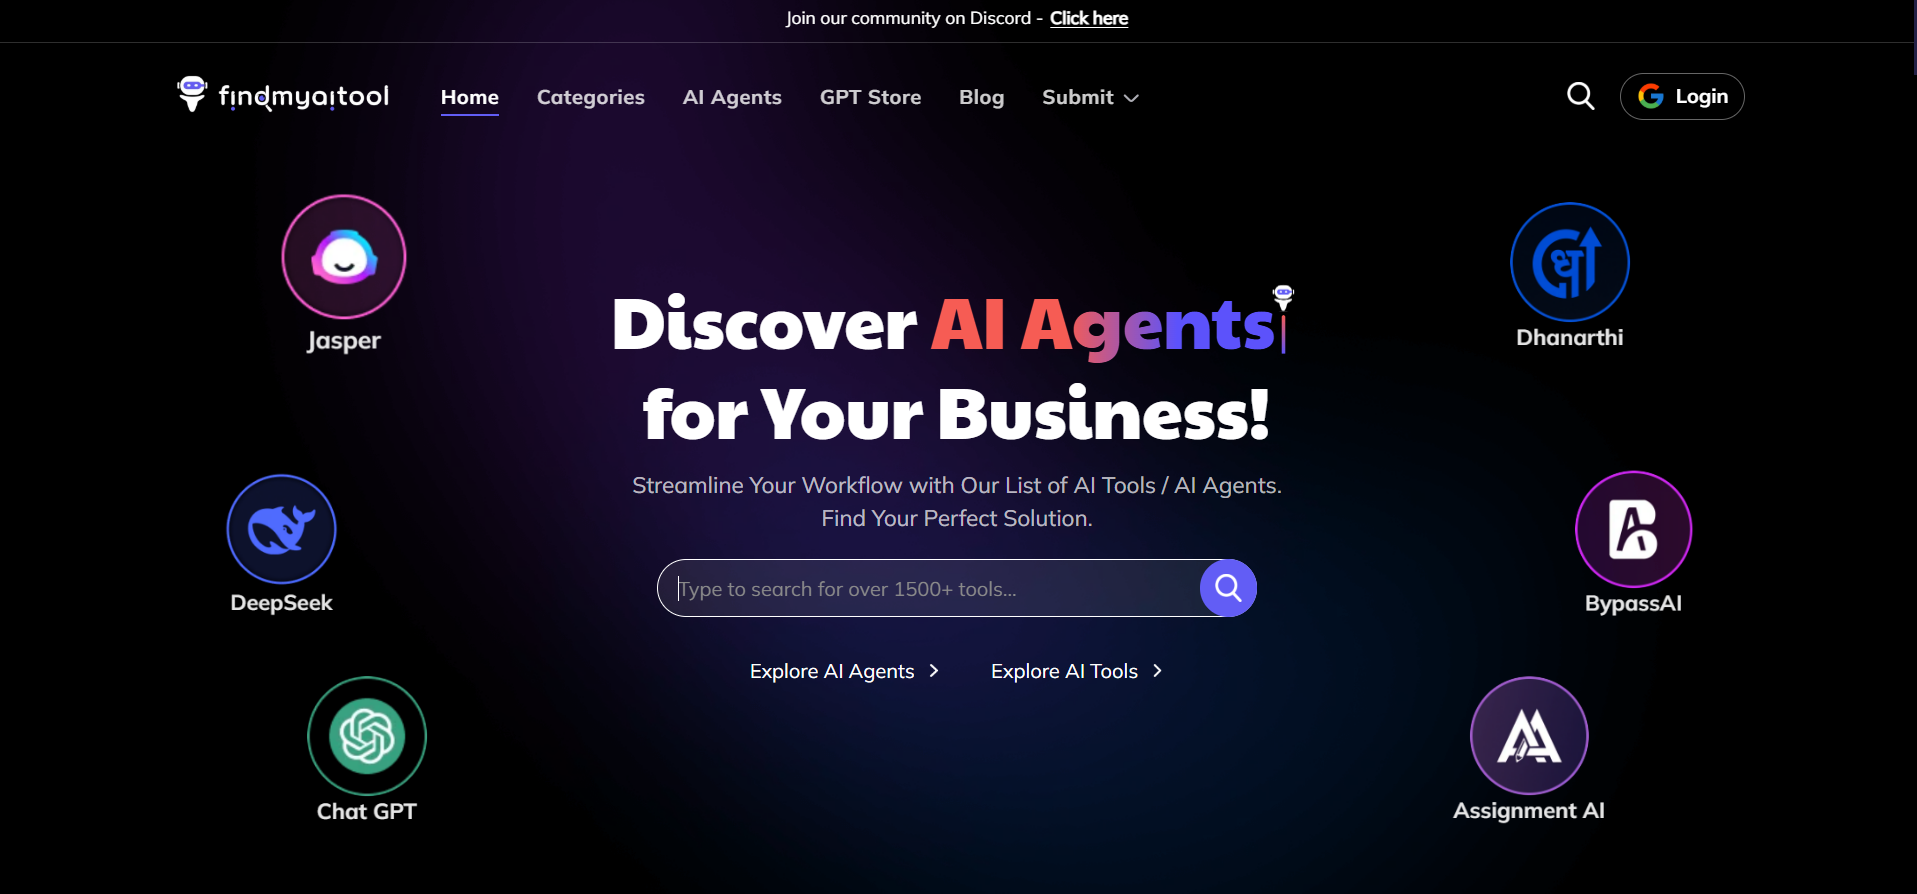 Join our community on Discord - Click here
findmyaitool
Home Categories AI Agents GPT Store Blog Submit
Login
Jasper
Dhanarthi
Discover AI Agents
for Your Business!
Streamline Your Workflow with Our List of AI Tools / AI Agents.
Find Your Perfect Solution.
DeepSeek
BypassAI
Type to search for over 1500+ tools...
Explore AI Agents
Explore AI Tools
Chat GPT
Assignment AI